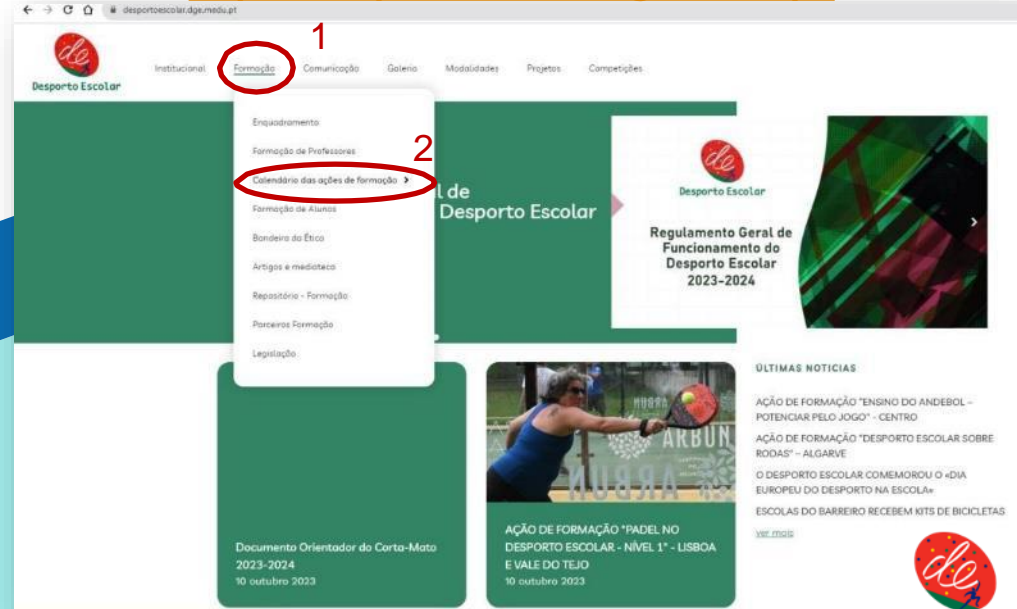 desportoescolar.dge.medu.pt
1
de
Desporto Escolar
Institucional
Formação
Comunicação
Galeria
Modalidades
Projetos
Competições
Enquadramento
Formação de Professores
2
Calendário das ações de formação
Formação de Alunos
Bandeira da Ética
Artigos e mediateca
Repositório - Formação
Parceiros Formação
Legislação
l de
Desporto Escolar
de
Desporto Escolar
Regulamento Geral de
Funcionamento do
Desporto Escolar
2023-2024
ARBUN
Documento Orientador do Corta-Mato
2023-2024
10 outubro 2023
AÇÃO DE FORMAÇÃO "PADEL NO
DESPORTO ESCOLAR - NÍVEL 1" - LISBOA
E VALE DO TEJO
10 outubro 2023
ÚLTIMAS NOTICIAS
AÇÃO DE FORMAÇÃO "ENSINO DO ANDEBOL –
POTENCIAR PELO JOGO" - CENTRO
AÇÃO DE FORMAÇÃO "DESPORTO ESCOLAR SOBRE
RODAS" – ALGARVE
O DESPORTO ESCOLAR COMEMOROU O «DIA
EUROPEU DO DESPORTO NA ESCOLA»
ESCOLAS DO BARREIRO RECEBEM KITS DE BICICLETAS
ver mais
de